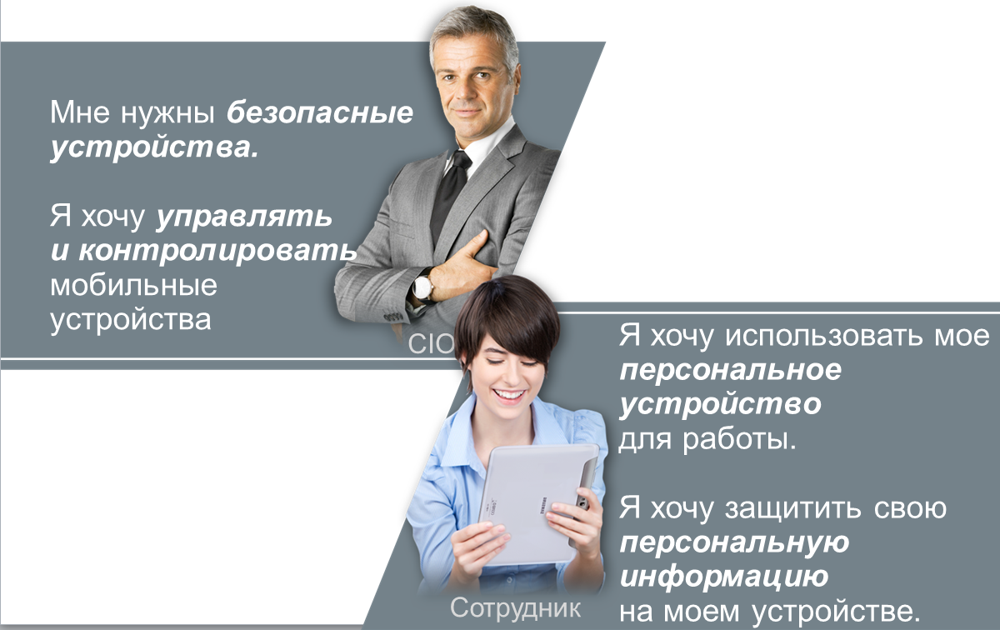 Мне нужны безопасные
устройства.
Я хочу управлять
и контролировать
мобильные
устройства
CIO
Я хочу использовать мое
персональное
устройство
для работы.
Я хочу защитить свою
персональную
информацию
на моем устройстве.
SAMSUNG
Сотрудник